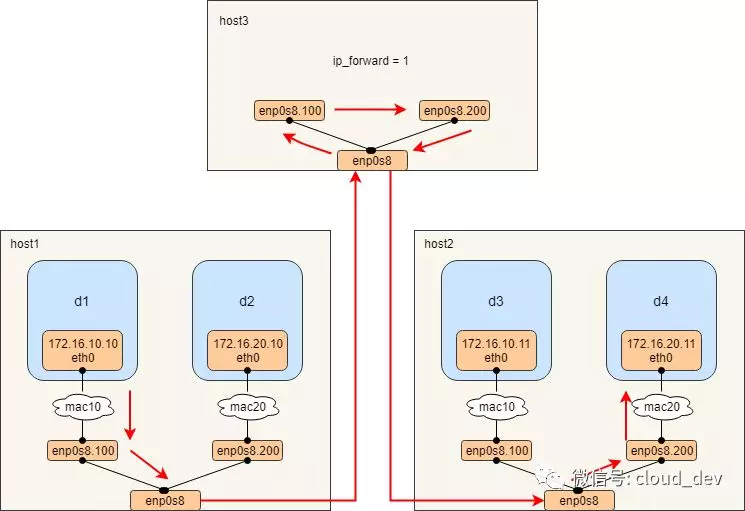 host3
ip_forward = 1
enp0s8.100
enp0s8.200
enp0s8
host1
d1
d2
172.16.10.10
eth0
172.16.20.10
eth0
mac10
mac20
enp0s8.100
enp0s8.200
enp0s8
host2
d3
d4
172.16.10.11
eth0
172.16.20.11
eth0
mac10
mac20
enp0s8.100
enp0s8.200
enp0s8
微信号: cloud_dev